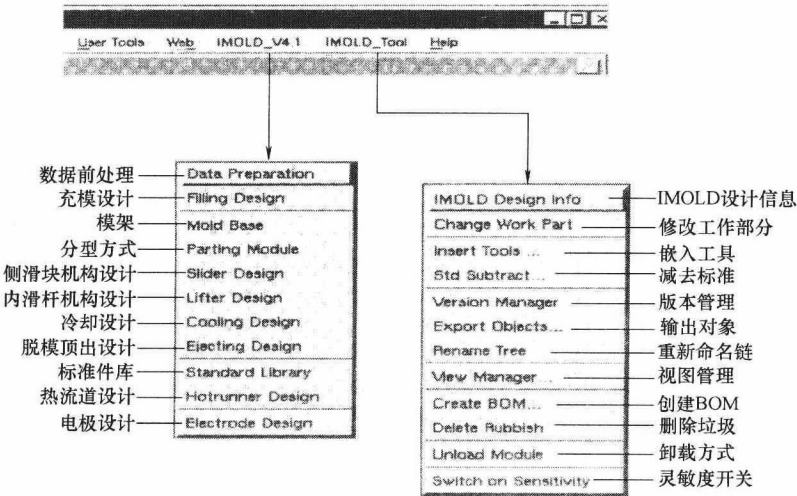 User Tools Web IMOLD_V4.1 IMOLD_Tool Help
数据前处理 Data Preparation
充模设计 Filling Design
模架 Mold Base
分型方式 Parting Module
侧滑块机构设计 Slider Design
内滑杆机构设计 Lifter Design
冷却设计 Cooling Design
脱模顶出设计 Ejecting Design
标准件库 Standard Library
热流道设计 Hotrunner Design
电极设计 Electrode Design
IMOLD Design Info IMOLD设计信息
Change Work Part 修改工作部分
Insert Tools ... 嵌入工具
Std Subtract... 减去标准
Version Manager 版本管理
Export Objects... 输出对象
Rename Tree 重新命名链
View Manager... 视图管理
Create BOM... 创建BOM
Delete Rubbish 删除垃圾
Unload Module 卸载方式
Switch on Sensitivity 灵敏度开关